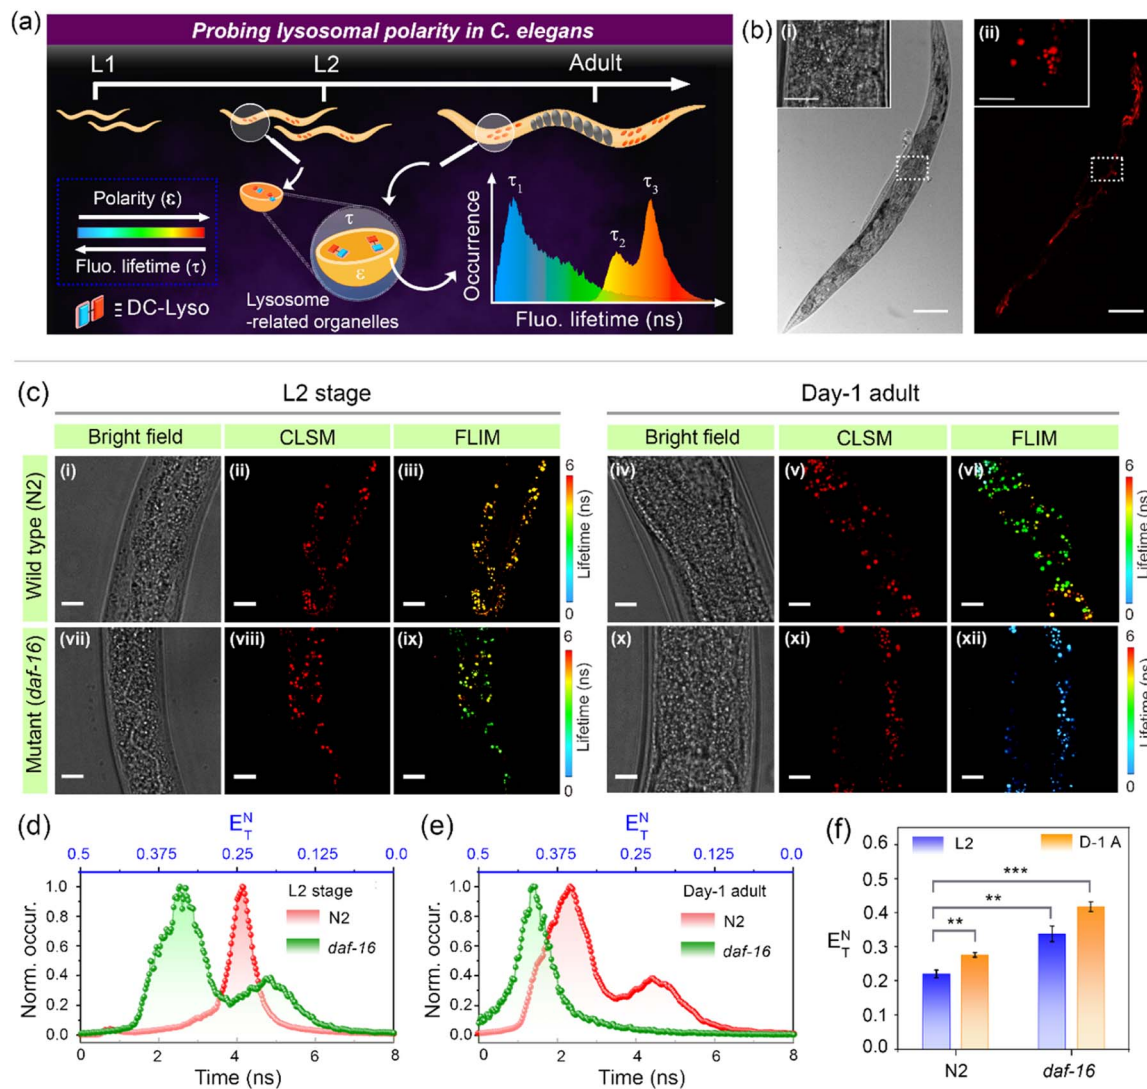 (a)
Probing lysosomal polarity in C. elegans
L1
L2
Adult
Polarity (ε)
Fluo. lifetime (τ)
DC-Lyso
τ
ε
Lysosome
-related organelles
τ1
τ2
τ3
Occurrence
Fluo. lifetime (ns)
(b)
(i)
(ii)
(c)
L2 stage
Day-1 adult
Bright field
CLSM
FLIM
Bright field
CLSM
FLIM
Wild type (N2)
(i)
(ii)
(iii)
6
Lifetime (ns)
0
(iv)
(v)
(vi)
6
Lifetime (ns)
0
Mutant (daf-16)
(vii)
(viii)
(ix)
6
Lifetime (ns)
0
(x)
(xi)
(xii)
6
Lifetime (ns)
0
(d)
E_T^N
0.5 0.375 0.25 0.125 0.0
1.0
0.8
0.6
0.4
0.2
0.0
Norm. occur.
L2 stage
N2
daf-16
0 2 4 6 8
Time (ns)
(e)
E_T^N
0.5 0.375 0.25 0.125 0.0
1.0
0.8
0.6
0.4
0.2
0.0
Norm. occur.
Day-1 adult
N2
daf-16
0 2 4 6 8
Time (ns)
(f)
L2
D-1 A
0.6
0.5
0.4
0.3
0.2
0.1
0.0
E_T^N
**
**
***
N2
daf-16